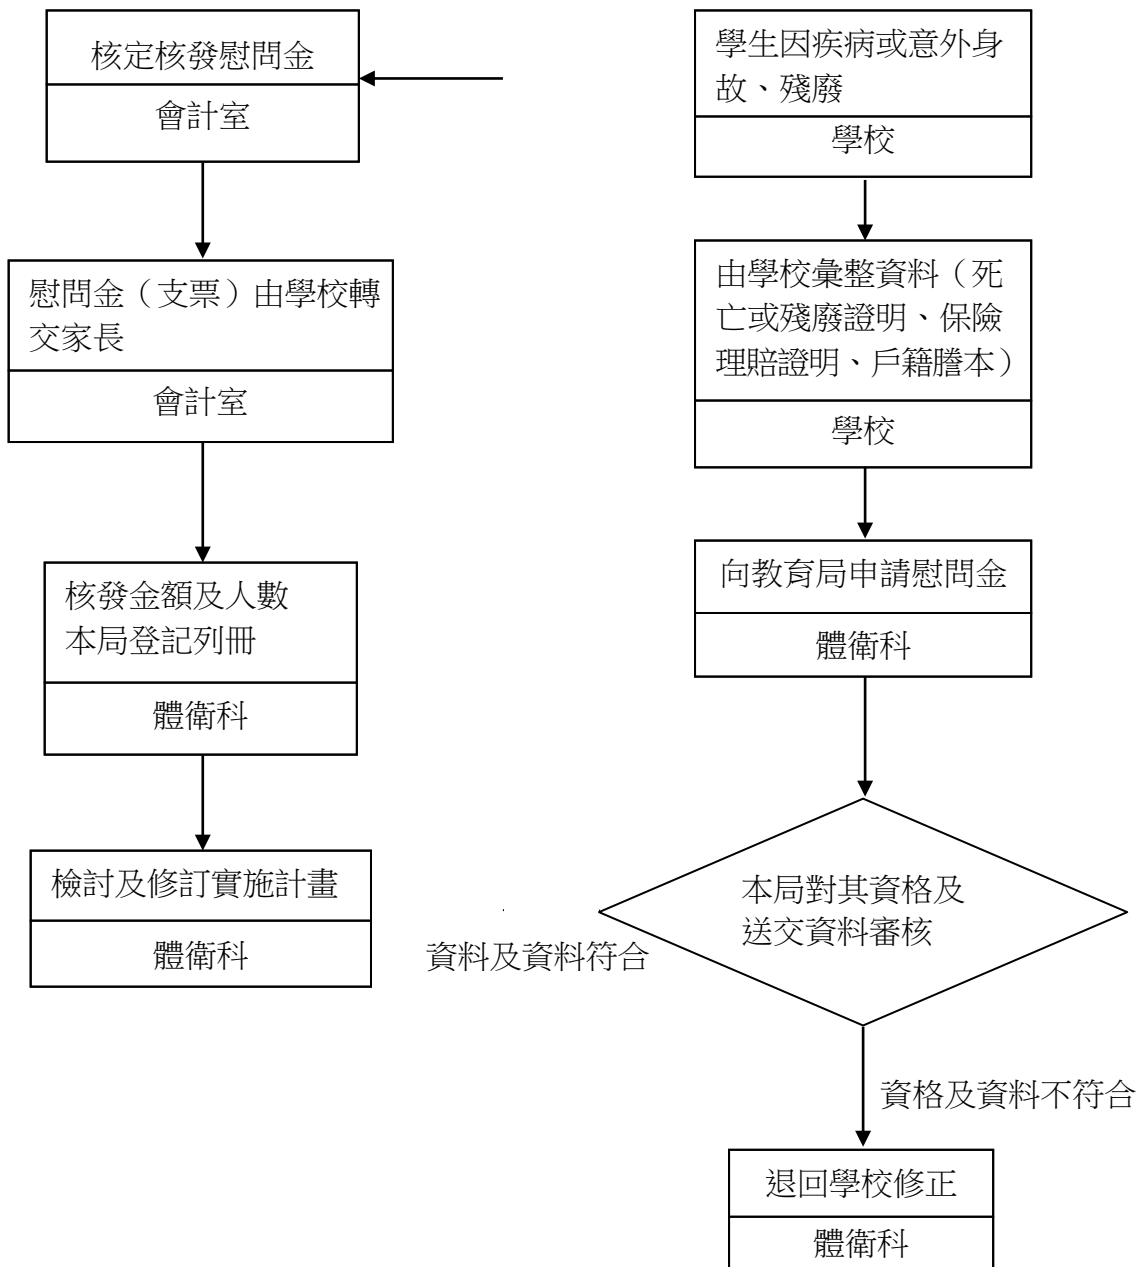 學生因疾病或意外身
故、殘廢
學校
由學校彙整資料（死
亡或殘廢證明、保險
理賠證明、戶籍謄本）
學校
向教育局申請慰問金
體衛科
本局對其資格及
送交資料審核
資料及資料符合
資格及資料不符合
退回學校修正
體衛科
核定核發慰問金
會計室
慰問金（支票）由學校轉
交家長
會計室
核發金額及人數
本局登記列冊
體衛科
檢討及修訂實施計畫
體衛科